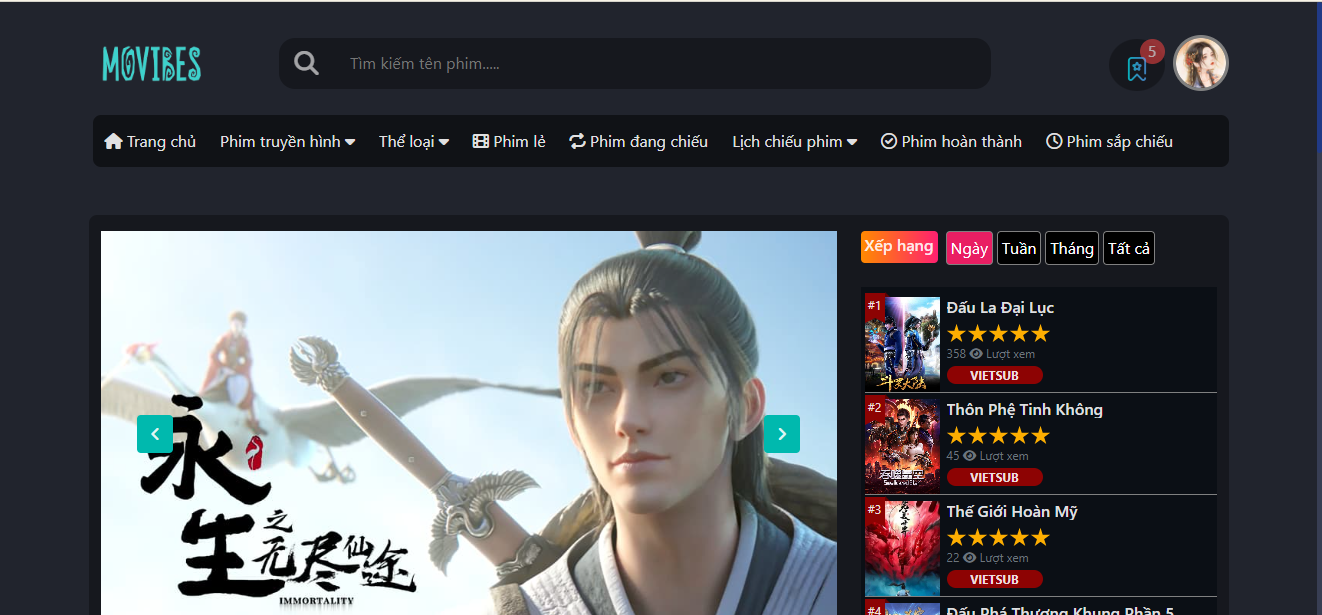 MOVIBES
Tìm kiếm tên phim.....
5
Trang chủ Phim truyền hình Thể loại Phim lẻ Phim đang chiếu Lịch chiếu phim Phim hoàn thành Phim sắp chiếu
永生
之无尽仙途
IMMORTALITY
Xếp hạng Ngày Tuần Tháng Tất cả
#1 Đấu La Đại Lục
358 Lượt xem
VIETSUB
斗罗大陆
#2 Thôn Phệ Tinh Không
45 Lượt xem
VIETSUB
#3 Thế Giới Hoàn Mỹ
22 Lượt xem
VIETSUB
#4 Đấu Phá Thương Khung Phần 5